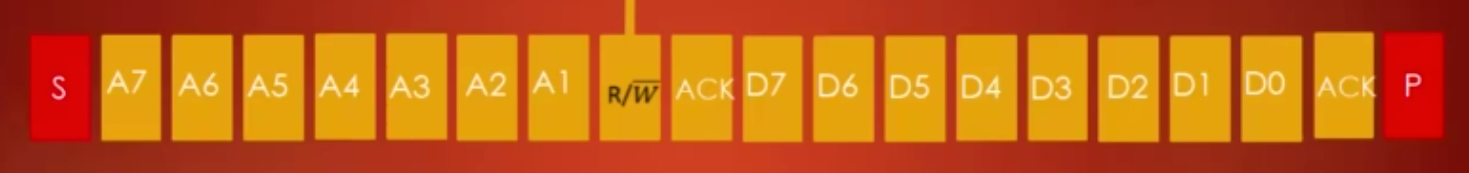 S A7 A6 A5 A4 A3 A2 A1 R/W̅ ACK D7 D6 D5 D4 D3 D2 D1 D0 ACK P